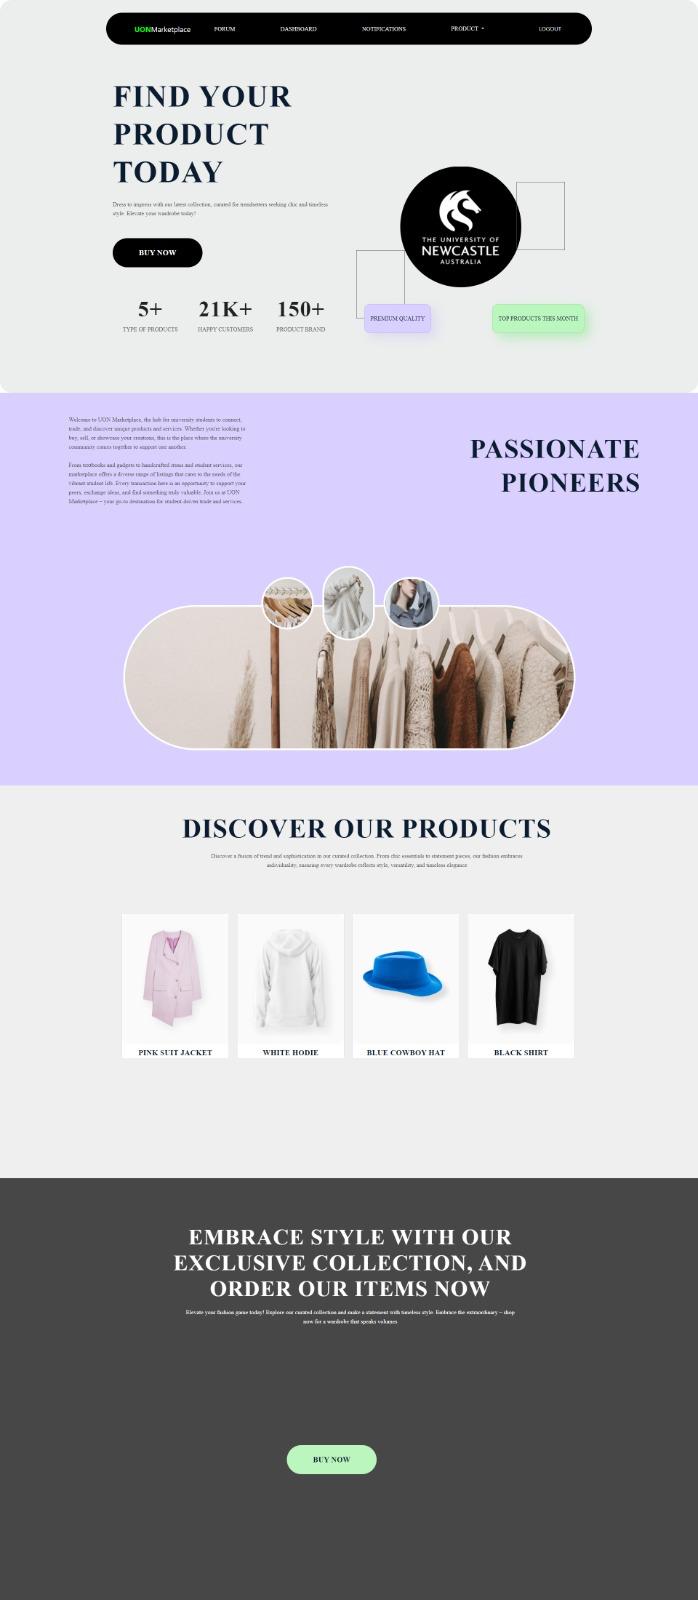 UONMarketplace FORUM DASHBOARD NOTIFICATIONS PRODUCT LOGOUT
FIND YOUR
PRODUCT
TODAY
Dress to impress with our latest collection, curated for trendsetters seeking chic and timeless
style. Elevate your wardrobe today!
BUY NOW
5+ 21K+ 150+
TYPE OF PRODUCTS HAPPY CUSTOMERS PRODUCT BRAND
THE UNIVERSITY OF
NEWCASTLE
AUSTRALIA
PREMIUM QUALITY
TOP PRODUCTS THIS MONTH
Welcome to UON Marketplace, the hub for university students to connect,
trade, and discover unique products and services. Whether you're looking to
buy, sell, or showcase your creations, this is the place where the university
community comes together to support one another.
From textbooks and gadgets to handcrafted items and student services, our
marketplace offers a diverse range of listings that cater to the needs of the
vibrant student life. Every transaction here is an opportunity to support your
peers, exchange ideas, and find something truly valuable. Join us at UON
Marketplace – your go-to destination for student-driven trade and services.
PASSIONATE
PIONEERS
DISCOVER OUR PRODUCTS
Discover a fusion of trend and sophistication in our curated collection. From chic essentials to statement pieces, our fashion embraces
individuality, ensuring every wardrobe reflects style, versatility, and timeless elegance
PINK SUIT JACKET
WHITE HODIE
BLUE COWBOY HAT
BLACK SHIRT
EMBRACE STYLE WITH OUR
EXCLUSIVE COLLECTION, AND
ORDER OUR ITEMS NOW
Elevate your fashion game today! Explore our curated collection and make a statement with timeless style. Embrace the extraordinary – shop
now for a wardrobe that speaks volumes
BUY NOW